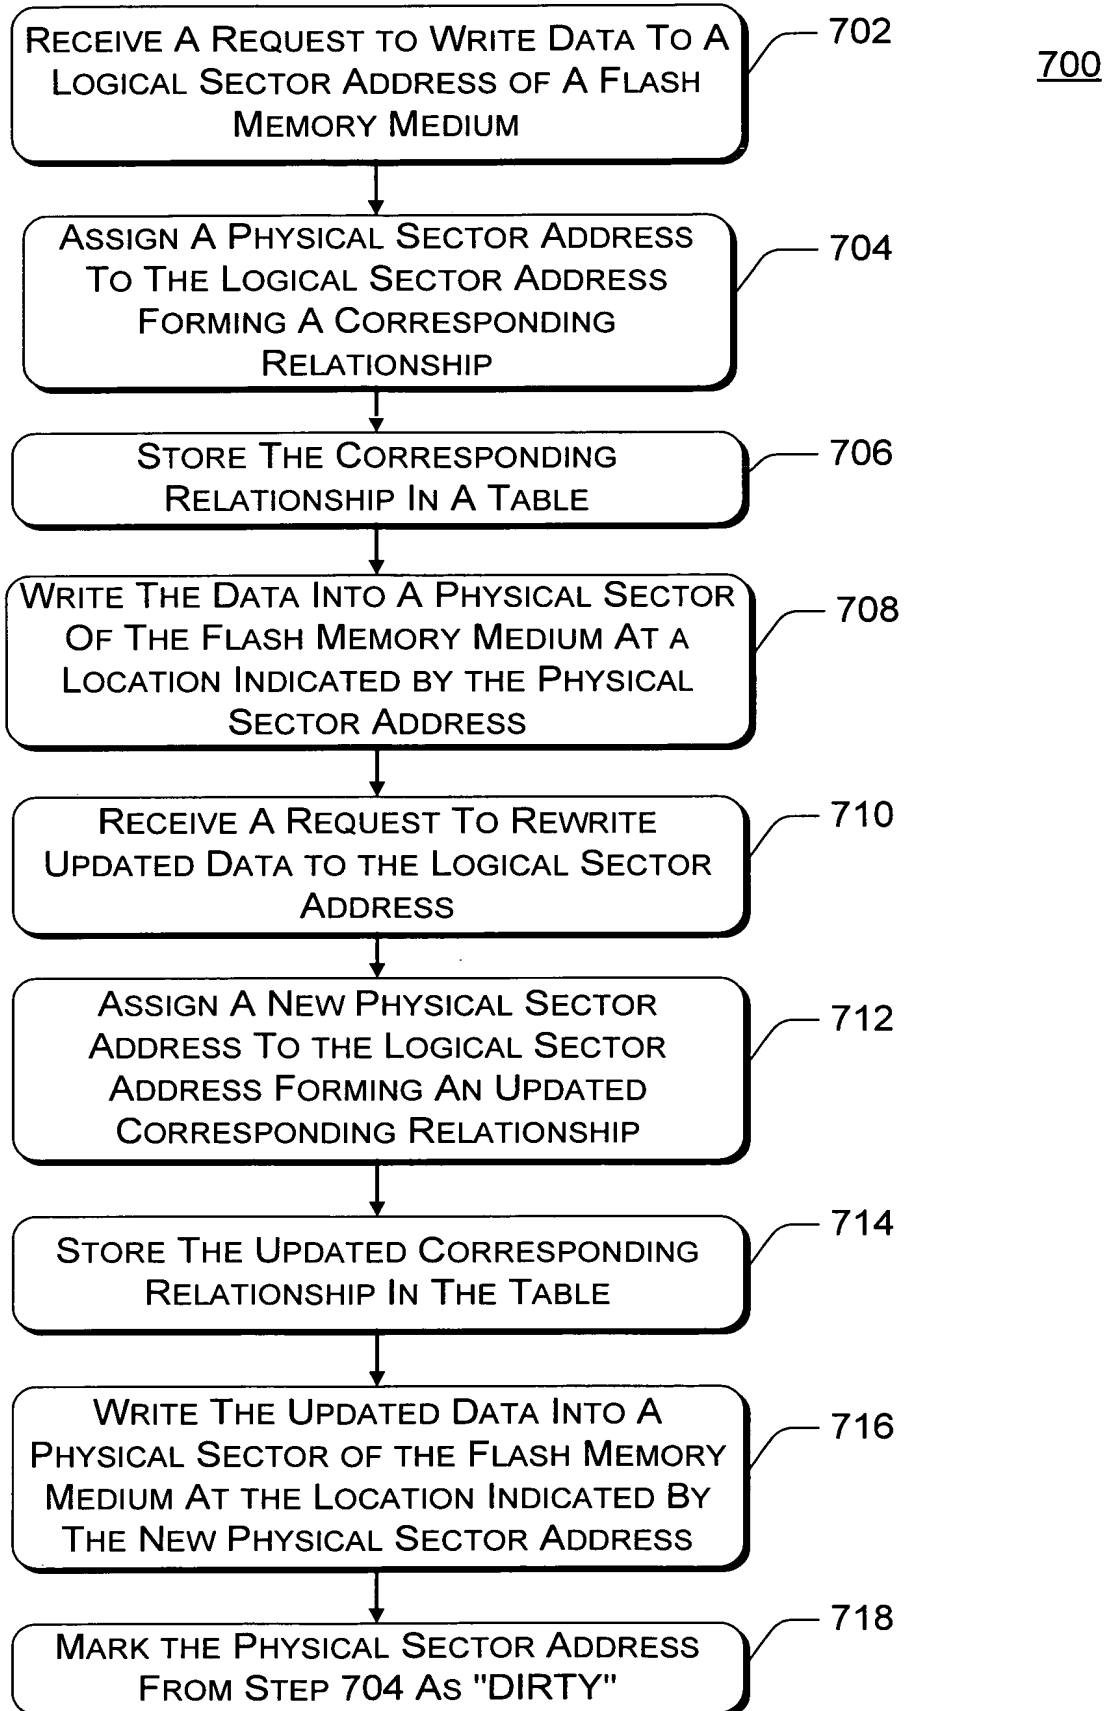 RECEIVE A REQUEST TO WRITE DATA TO A
LOGICAL SECTOR ADDRESS OF A FLASH
MEMORY MEDIUM
702
700
ASSIGN A PHYSICAL SECTOR ADDRESS
TO THE LOGICAL SECTOR ADDRESS
FORMING A CORRESPONDING
RELATIONSHIP
704
STORE THE CORRESPONDING
RELATIONSHIP IN A TABLE
706
WRITE THE DATA INTO A PHYSICAL SECTOR
OF THE FLASH MEMORY MEDIUM AT A
LOCATION INDICATED BY THE PHYSICAL
SECTOR ADDRESS
708
RECEIVE A REQUEST TO REWRITE
UPDATED DATA TO THE LOGICAL SECTOR
ADDRESS
710
ASSIGN A NEW PHYSICAL SECTOR
ADDRESS TO THE LOGICAL SECTOR
ADDRESS FORMING AN UPDATED
CORRESPONDING RELATIONSHIP
712
STORE THE UPDATED CORRESPONDING
RELATIONSHIP IN THE TABLE
714
WRITE THE UPDATED DATA INTO A
PHYSICAL SECTOR OF THE FLASH MEMORY
MEDIUM AT THE LOCATION INDICATED BY
THE NEW PHYSICAL SECTOR ADDRESS
716
MARK THE PHYSICAL SECTOR ADDRESS
FROM STEP 704 AS "DIRTY"
718